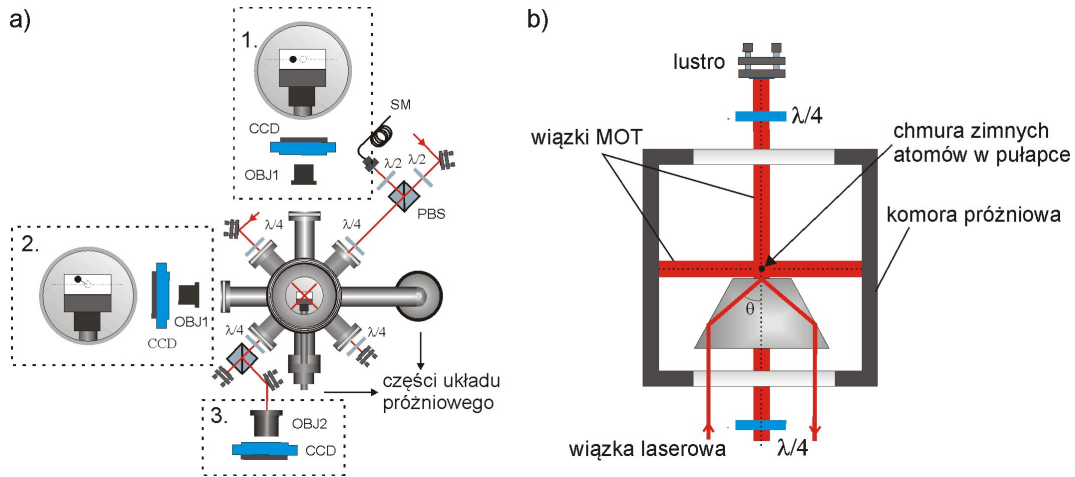 a)
1.
CCD
OBJ1
SM
λ/2
λ/2
PBS
λ/4
λ/4
2.
OBJ1
CCD
λ/4
λ/4
części układu
próżniowego
3.
OBJ2
CCD
b)
lustro
λ/4
wiązki MOT
chmura zimnych
atomów w pułapce
komora próżniowa
θ
wiązka laserowa
λ/4